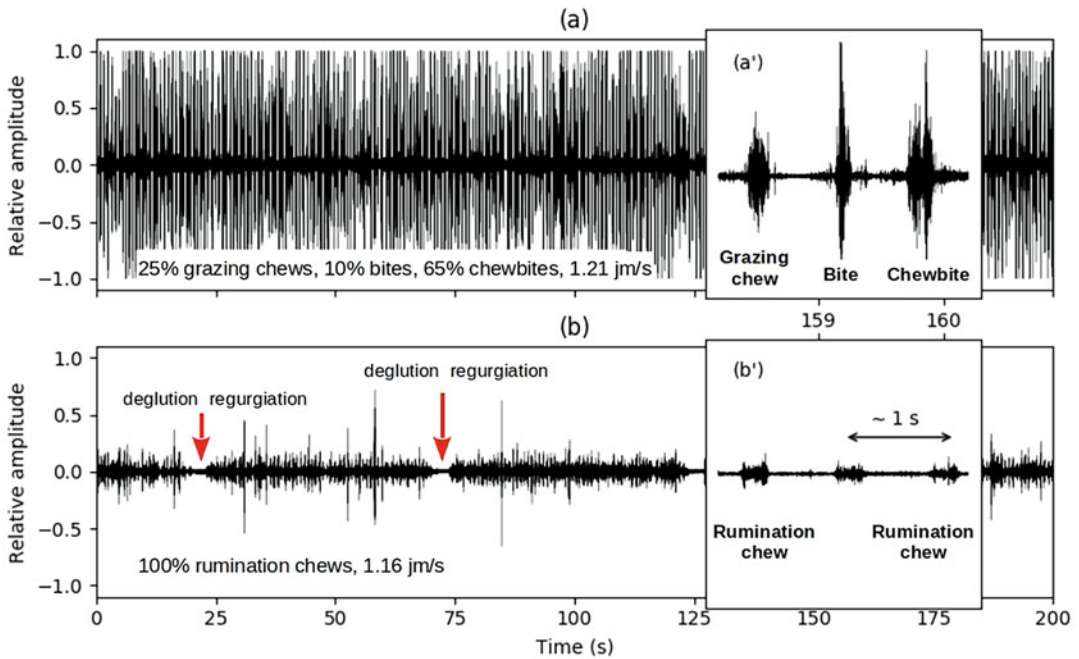 (a)
Relative amplitude
1.0
0.5
0.0
−0.5
−1.0
25% grazing chews, 10% bites, 65% chewbites, 1.21 jm/s
(a')
Grazing
chew
Bite
Chewbite
159
160
(b)
Relative amplitude
1.0
0.5
0.0
−0.5
−1.0
deglution regurgiation
deglution regurgiation
100% rumination chews, 1.16 jm/s
(b')
~ 1 s
Rumination
chew
Rumination
chew
0 25 50 75 100 125 150 175 200
Time (s)